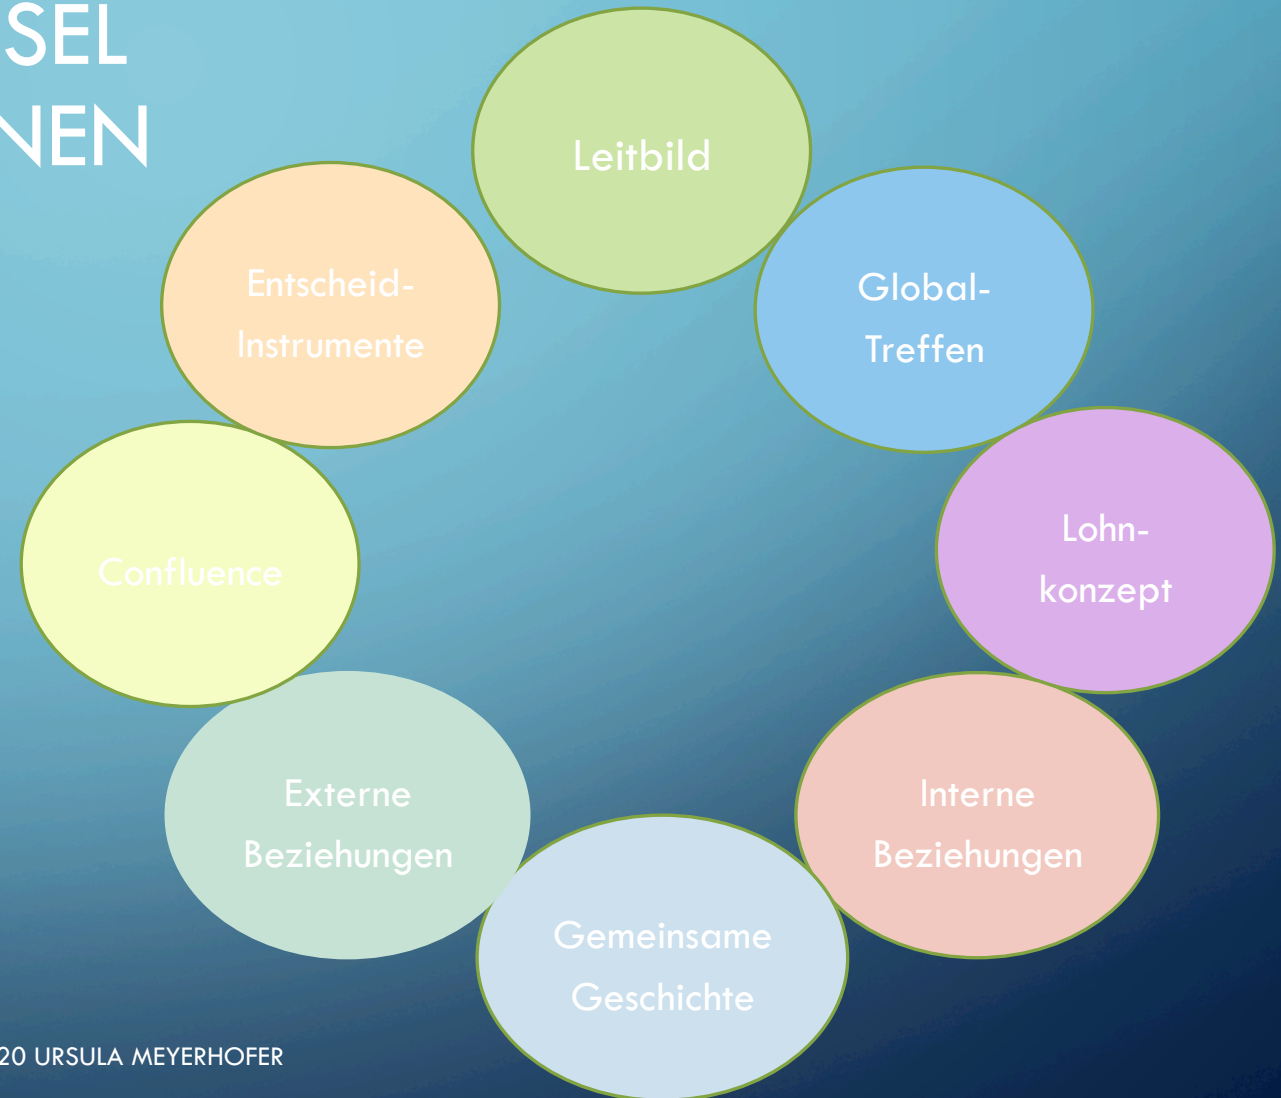 SEL
NEN
Leitbild
Global-
Treffen
Lohn-
konzept
Interne
Beziehungen
Gemeinsame
Geschichte
Externe
Beziehungen
Confluence
Entscheid-
Instrumente
20 URSULA MEYERHOFER